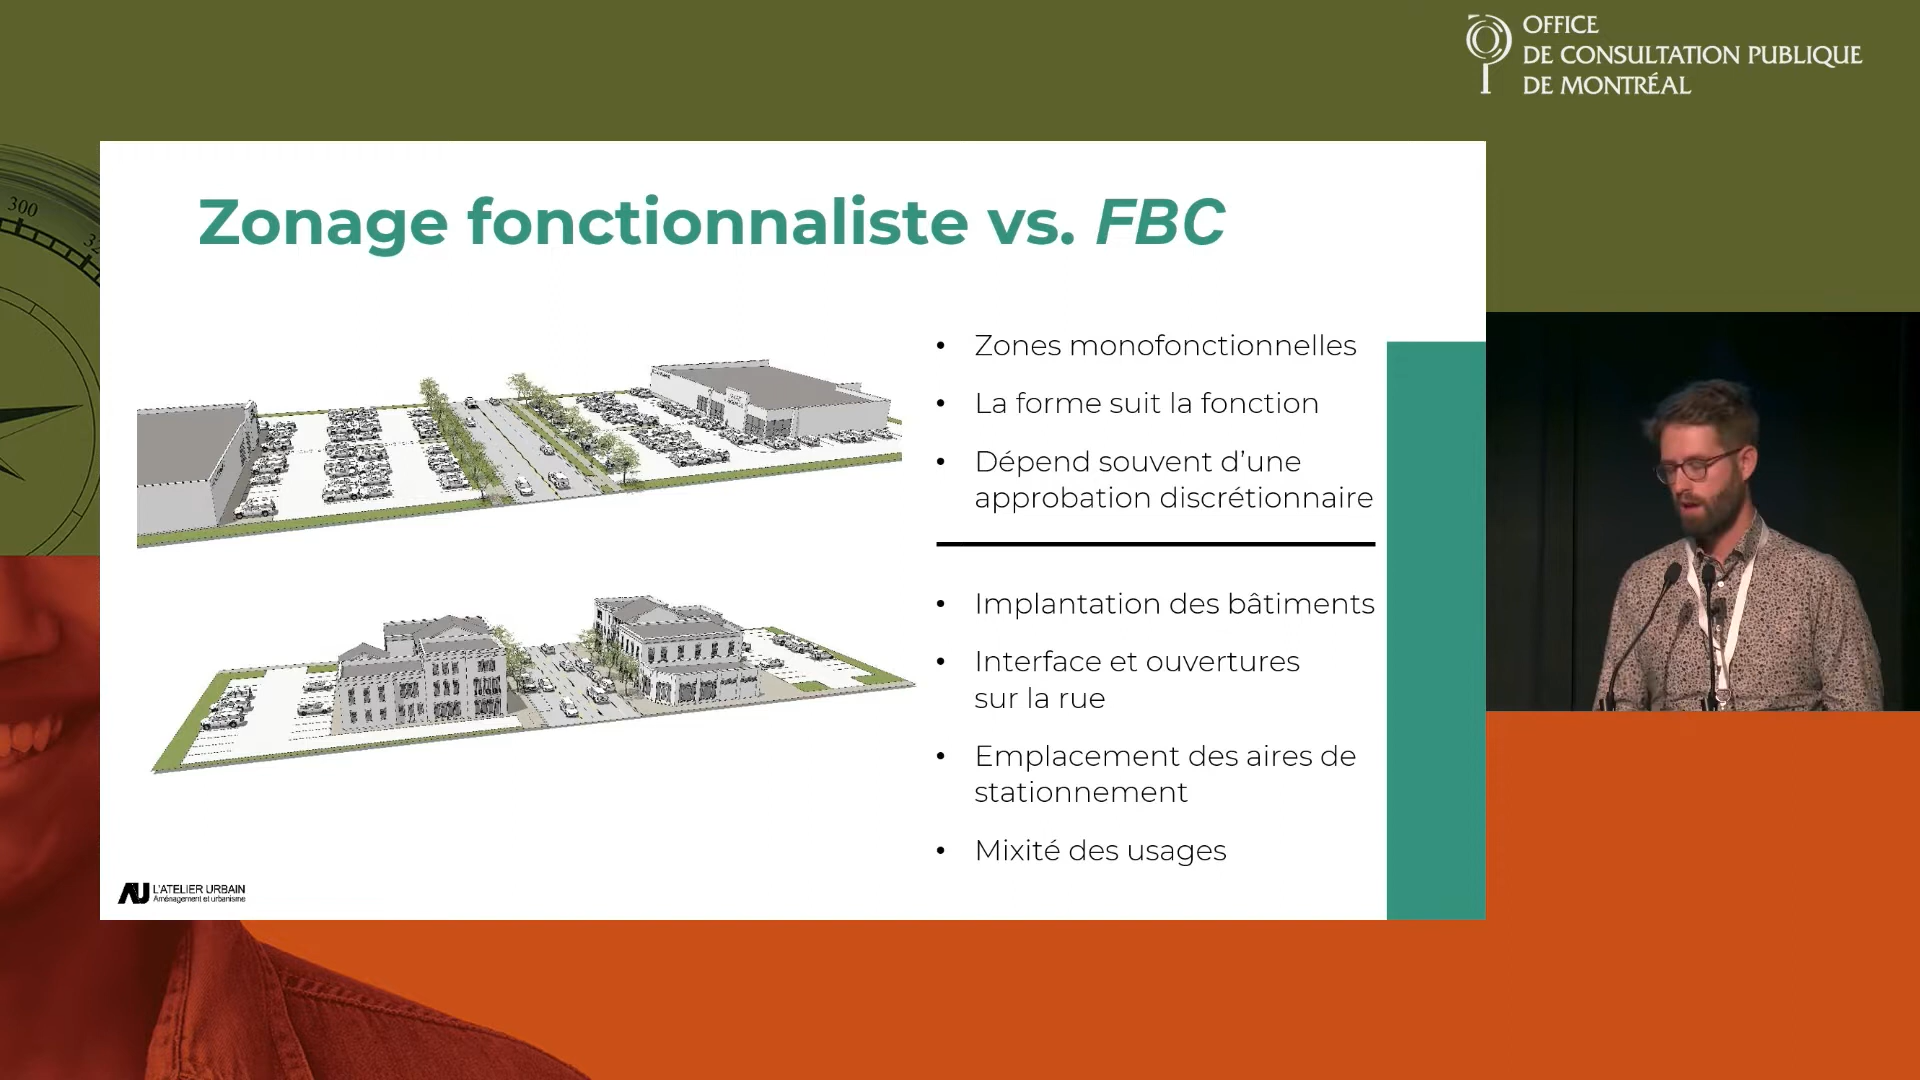 OFFICE
DE CONSULTATION PUBLIQUE
DE MONTRÉAL
300
Zonage fonctionnaliste vs. FBC
• Zones monofonctionnelles
• La forme suit la fonction
• Dépend souvent d’une
approbation discrétionnaire
• Implantation des bâtiments
• Interface et ouvertures
sur la rue
• Emplacement des aires de
stationnement
• Mixité des usages
AU L'ATELIER URBAIN
Aménagement et urbanisme